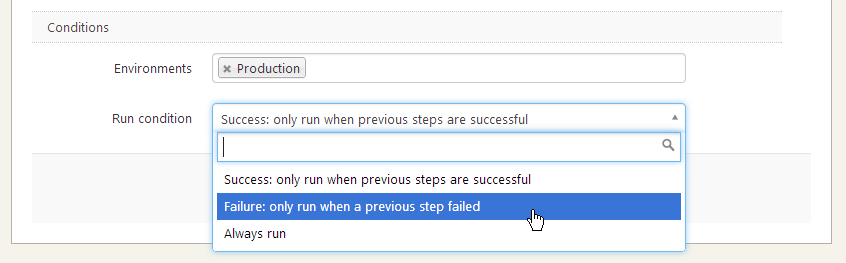 Conditions
Environments
× Production
Run condition
Success: only run when previous steps are successful
Success: only run when previous steps are successful
Failure: only run when a previous step failed
Always run